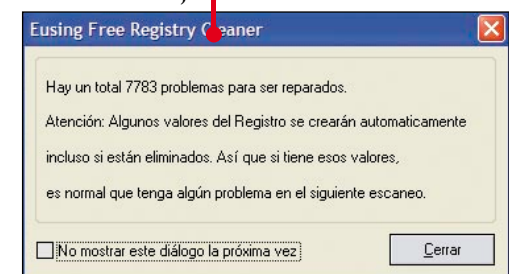 Eusing Free Registry Cleaner
Hay un total 7783 problemas para ser reparados.
Atención: Algunos valores del Registro se crearán automaticamente
incluso si están eliminados. Así que si tiene esos valores,
es normal que tenga algún problema en el siguiente escaneo.
No mostrar este diálogo la próxima vez
Cerrar